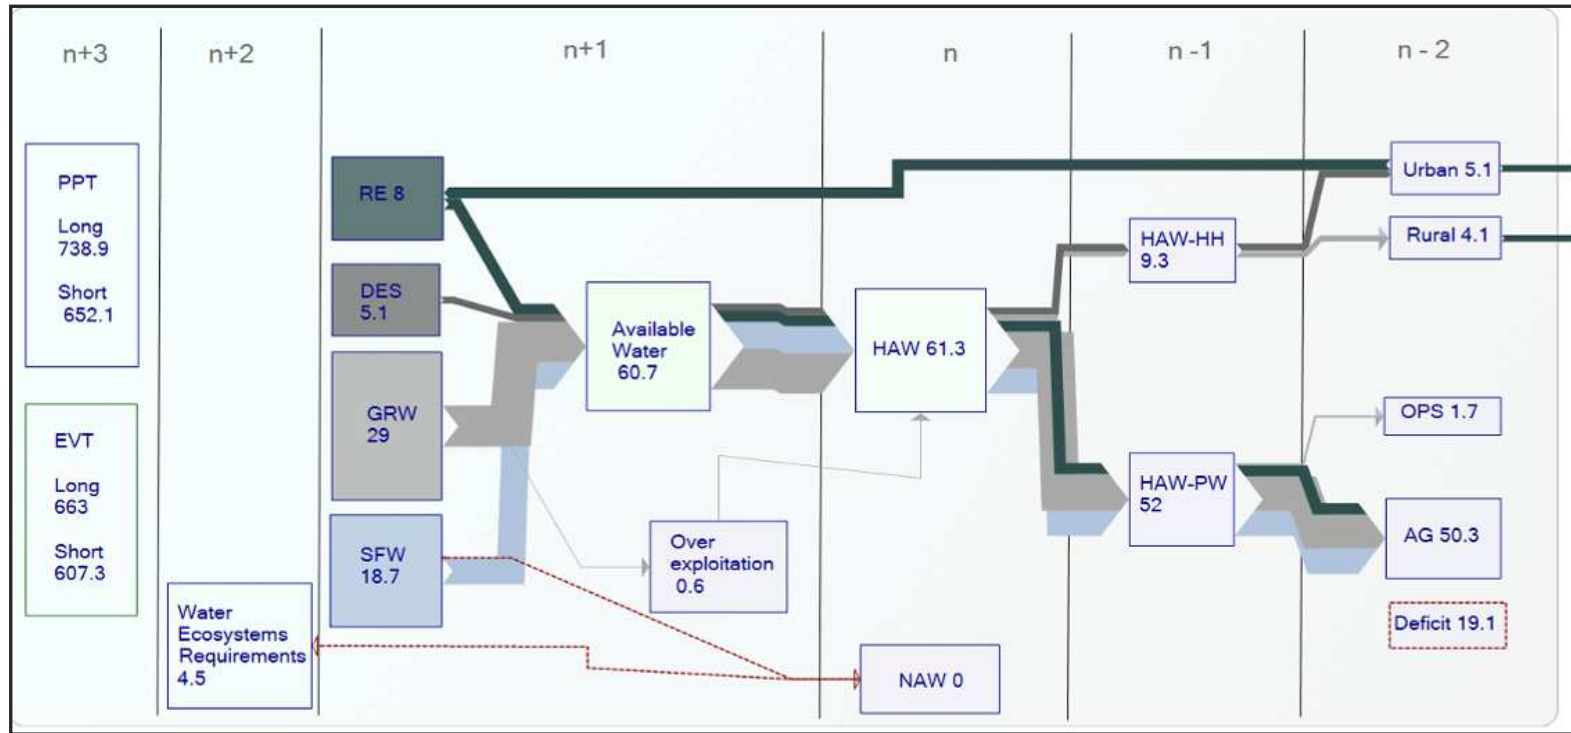 n+3
n+2
n+1
n
n -1
n - 2
PPT
Long
738.9
Short
652.1
EVT
Long
663
Short
607.3
Water
Ecosystems
Requirements
4.5
RE 8
DES
5.1
GRW
29
SFW
18.7
Available
Water
60.7
Over
exploitation
0.6
HAW 61.3
NAW 0
HAW-HH
9.3
HAW-PW
52
Urban 5.1
Rural 4.1
OPS 1.7
AG 50.3
Deficit 19.1